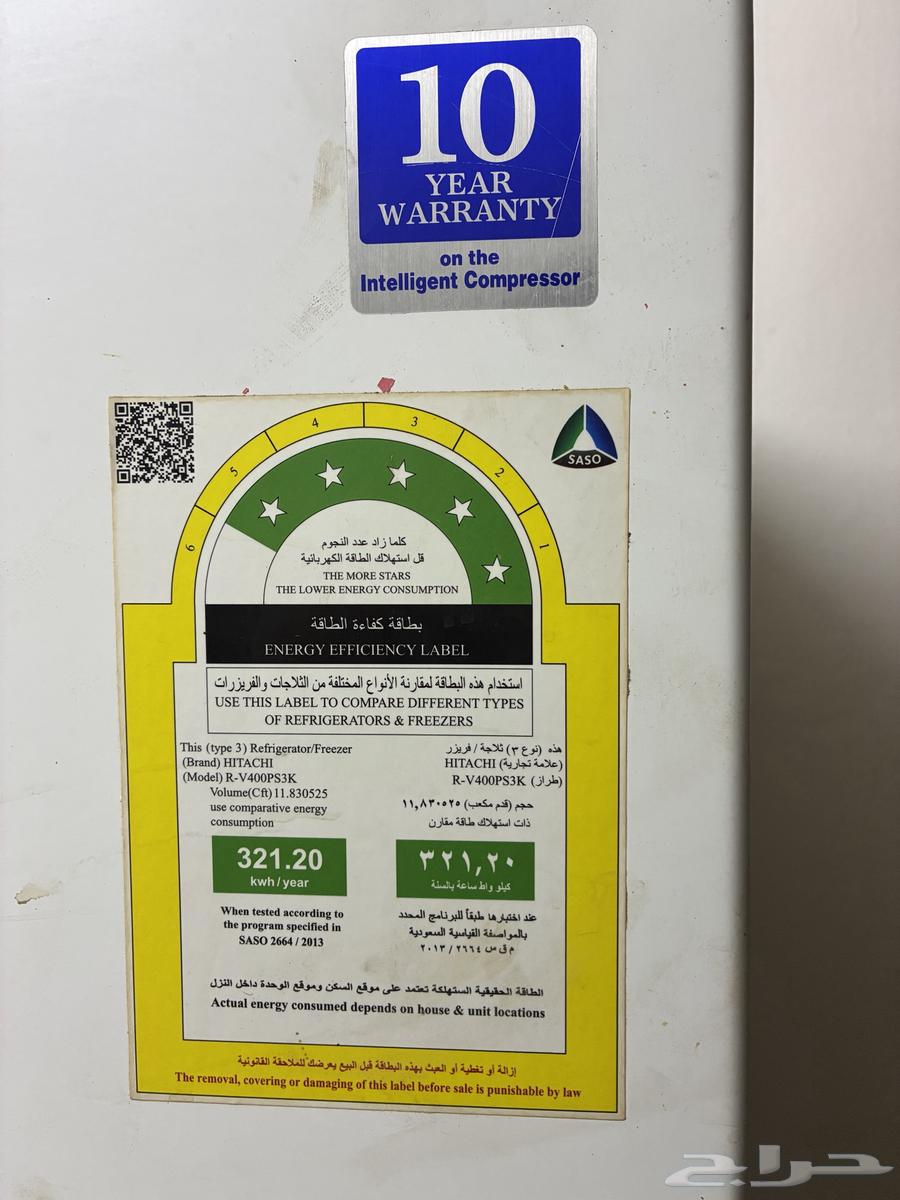 10
YEAR
WARRANTY
on the
Intelligent Compressor
SASO
6
5
4
3
2
1
كلما زاد عدد النجوم
قل استهلاك الطاقة الكهربائية
THE MORE STARS
THE LOWER ENERGY CONSUMPTION
بطاقة كفاءة الطاقة
ENERGY EFFICIENCY LABEL
استخدام هذه البطاقة لمقارنة الأنواع المختلفة من الثلاجات والفريزرات
USE THIS LABEL TO COMPARE DIFFERENT TYPES
OF REFRIGERATORS & FREEZERS
This (type 3) Refrigerator/Freezer
(Brand) HITACHI
(Model) R-V400PS3K
Volume(Cft) 11.830525
use comparative energy
consumption
هذه (نوع ٣) ثلاجة / فريزر
(علامة تجارية) HITACHI
(طراز) R-V400PS3K
حجم (قدم مكعب) ١١,٨٣٠٥٢٥
ذات استهلاك طاقة مقارن
321.20
kwh / year
٣٢١,٢٠
كيلو واط ساعة بالسنة
When tested according to
the program specified in
SASO 2664 / 2013
عند اختبارها طبقاً للبرنامج المحدد
بالمواصفة القياسية السعودية
م ق س ٢٦٦٤ / ٢٠١٣
الطاقة الحقيقية الستهلكة تعتمد على موقع السكن وموقع الوحدة داخل النزل
Actual energy consumed depends on house & unit locations
إزالة أو تغطية أو العبث بهذه البطاقة قبل البيع يعرضك للملاحقة القانونية
The removal, covering or damaging of this label before sale is punishable by law
حراج